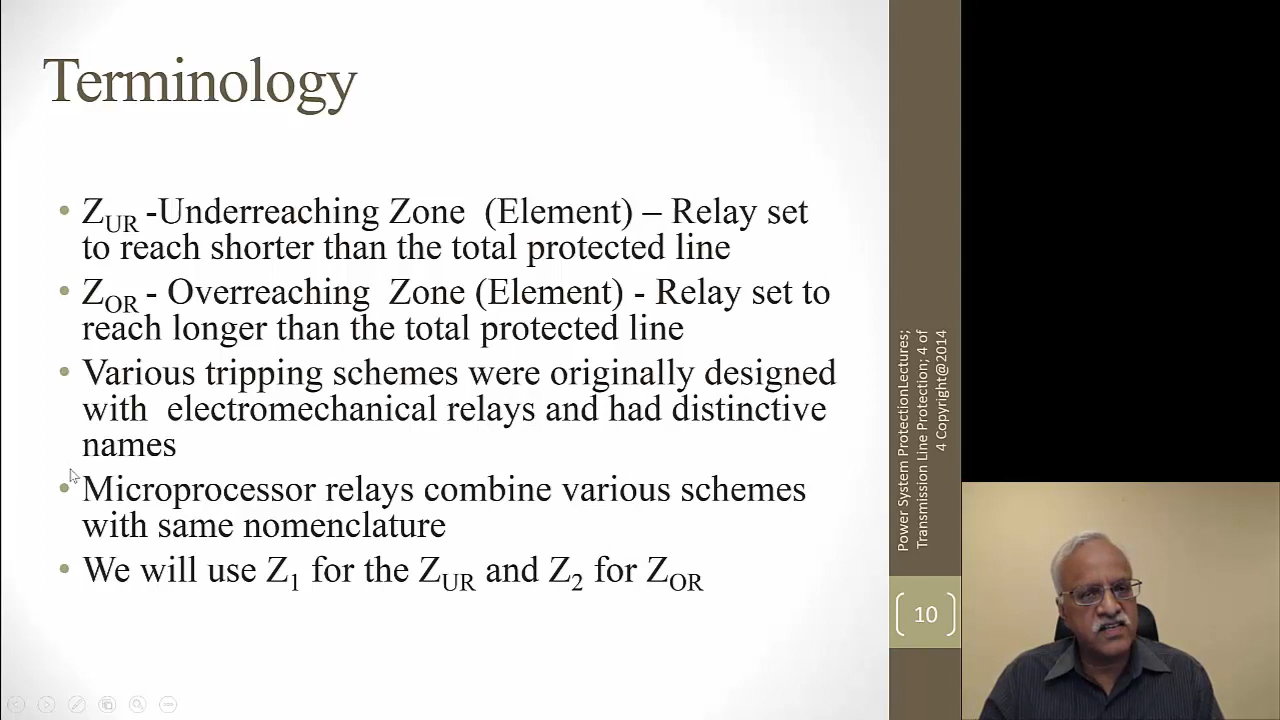 Terminology
• Z_UR -Underreaching Zone (Element) – Relay set
to reach shorter than the total protected line
• Z_OR - Overreaching Zone (Element) - Relay set to
reach longer than the total protected line
• Various tripping schemes were originally designed
with electromechanical relays and had distinctive
names
• Microprocessor relays combine various schemes
with same nomenclature
• We will use Z_1 for the Z_UR and Z_2 for Z_OR
Power System ProtectionLectures;
Transmission Line Protection; 4 of
4 Copyright@2014
10